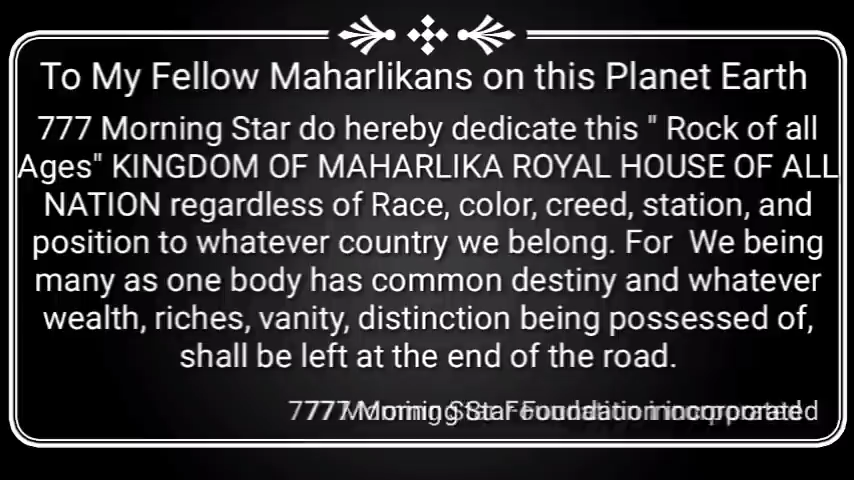 To My Fellow Maharlikans on this Planet Earth
777 Morning Star do hereby dedicate this " Rock of all
Ages" KINGDOM OF MAHARLIKA ROYAL HOUSE OF ALL
NATION regardless of Race, color, creed, station, and
position to whatever country we belong. For We being
many as one body has common destiny and whatever
wealth, riches, vanity, distinction being possessed of,
shall be left at the end of the road.
777 Morning Star Foundation incorporated